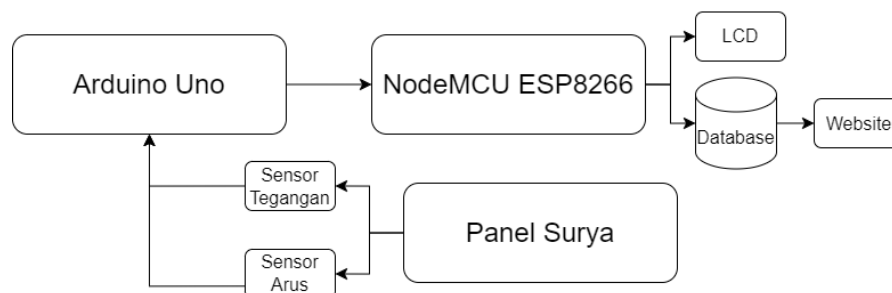 Arduino Uno
NodeMCU ESP8266
LCD
Database
Website
Sensor
Tegangan
Panel Surya
Sensor
Arus